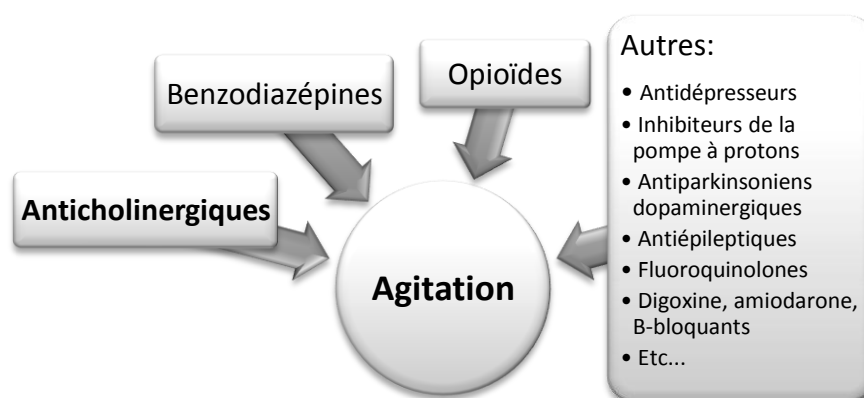 Benzodiazépines
Opioïdes
Anticholinergiques
Agitation
Autres:
• Antidépresseurs
• Inhibiteurs de la
pompe à protons
• Antiparkinsoniens
dopaminergiques
• Antiépileptiques
• Fluoroquinolones
• Digoxine, amiodarone,
B-bloquants
• Etc...